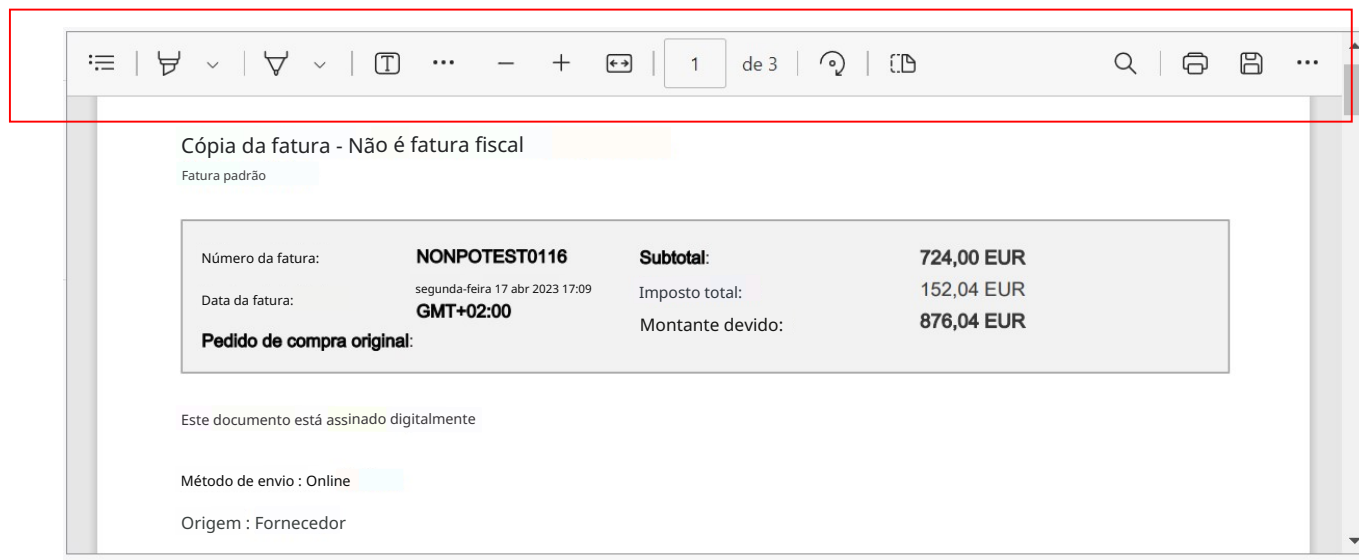 1 de 3
Cópia da fatura - Não é fatura fiscal
Fatura padrão
Número da fatura: NONPOTEST0116 Subtotal: 724,00 EUR
Data da fatura: segunda-feira 17 abr 2023 17:09 GMT+02:00 Imposto total: 152,04 EUR
Pedido de compra original: Montante devido: 876,04 EUR
Este documento está assinado digitalmente
Método de envio : Online
Origem : Fornecedor